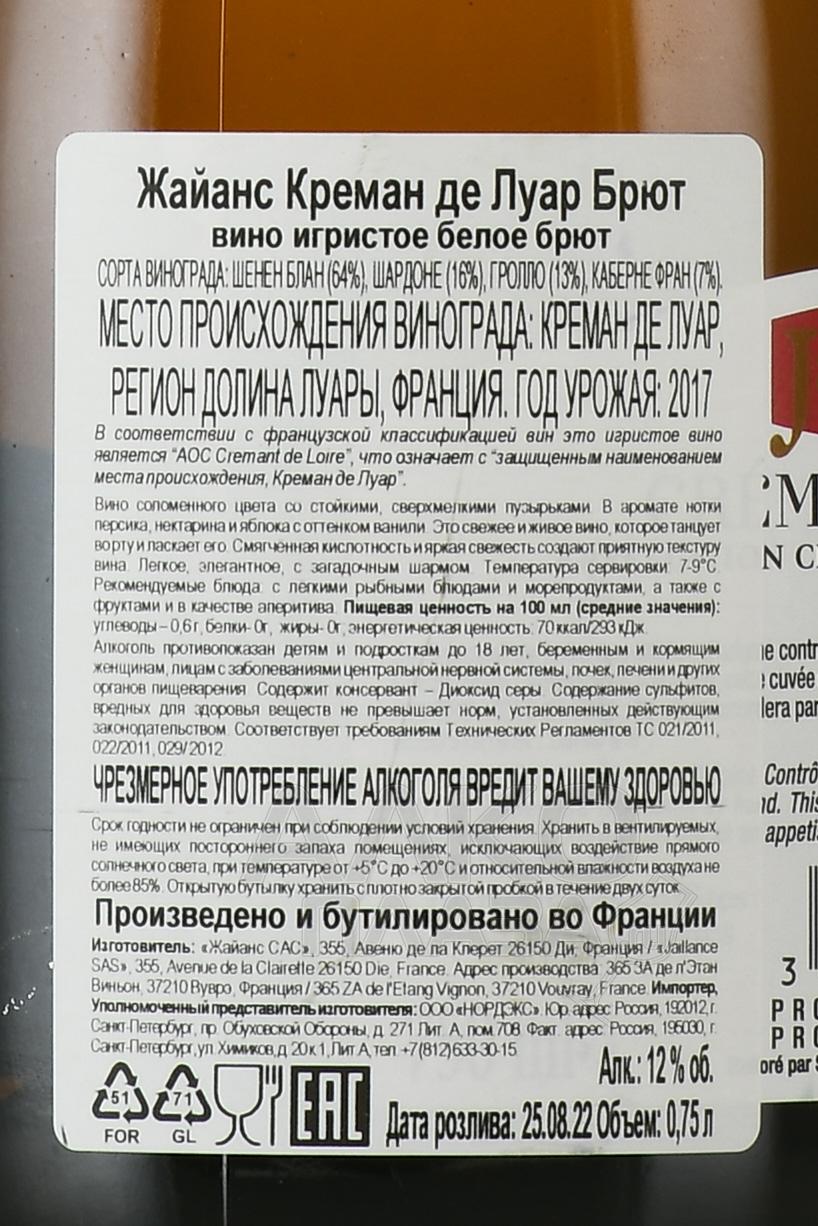 Жайанс Креман де Луар Брют
вино игристое белое брют
СОРТА ВИНОГРАДА: ШЕНЕН БЛАН (64%), ШАРДОНЕ (16%), ГРОЛЛО (13%), КАБЕРНЕ ФРАН (7%).
МЕСТО ПРОИСХОЖДЕНИЯ ВИНОГРАДА: КРЕМАН ДЕ ЛУАР,
РЕГИОН ДОЛИНА ЛУАРЫ, ФРАНЦИЯ. ГОД УРОЖАЯ: 2017
В соответствии с французской классификацией вин это игристое вино
является “AOC Cremant de Loire”, что означает с “защищенным наименованием
места происхождения, Креман де Луар”.
Вино соломенного цвета со стойкими, сверхмелкими пузырьками. В аромате нотки
персика, нектарина и яблока с оттенком ванили. Это свежее и живое вино, которое танцует
во рту и ласкает его. Смягченная кислотность и яркая свежесть создают приятную текстуру
вина. Легкое, элегантное, с загадочным шармом. Температура сервировки: 7-9°С.
Рекомендуемые блюда: с легкими рыбными блюдами и морепродуктами, а также с
фруктами и в качестве аперитива. Пищевая ценность на 100 мл (средние значения):
углеводы – 0,6 г, белки- 0г, жиры- 0г, энергетическая ценность: 70 ккал/293 кДж.
Алкоголь противопоказан детям и подросткам до 18 лет, беременным и кормящим
женщинам, лицам с заболеваниями центральной нервной системы, почек, печени и других
органов пищеварения. Содержит консервант – Диоксид серы. Содержание сульфитов,
вредных для здоровья веществ не превышает норм, установленных действующим
законодательством. Соответствует требованиям Технических Регламентов ТС 021/2011,
022/2011, 029/2012.
ЧРЕЗМЕРНОЕ УПОТРЕБЛЕНИЕ АЛКОГОЛЯ ВРЕДИТ ВАШЕМУ ЗДОРОВЬЮ
Срок годности не ограничен при соблюдении условий хранения. Хранить в вентилируемых,
не имеющих постороннего запаха помещениях, исключающих воздействие прямого
солнечного света, при температуре от +5°С до +20°С и относительной влажности воздуха не
более 85%. Открытую бутылку хранить с плотно закрытой пробкой в течение двух суток.
Произведено и бутилировано во Франции
Изготовитель: «Жайанс САС», 355, Авеню де ла Клерет 26150 Ди, Франция / «Jaillance
SAS», 355, Avenue de la Clairette 26150 Die, France. Адрес производства: 365 ЗА де л'Этан
Виньон, 37210 Вувре, Франция / 365 ZA de l'Etang Vignon, 37210 Vouvray, France. Импортер,
Уполномоченный представитель изготовителя: ООО «НОРДЭКС». Юр. адрес: Россия, 192012, г.
Санкт-Петербург, пр. Обуховской Обороны, д. 271 Лит. А, пом. 708. Факт. адрес: Россия, 195030, г.
Санкт-Петербург, ул. Химиков, д. 20 к.1, Лит А, тел. +7(812)633-30-15
Алк.: 12 % об.
51 71 EAC
FOR GL
Дата розлива: 25.08.22 Объем: 0,75 л
J
N
contr
cuvée
Contrô
This
3